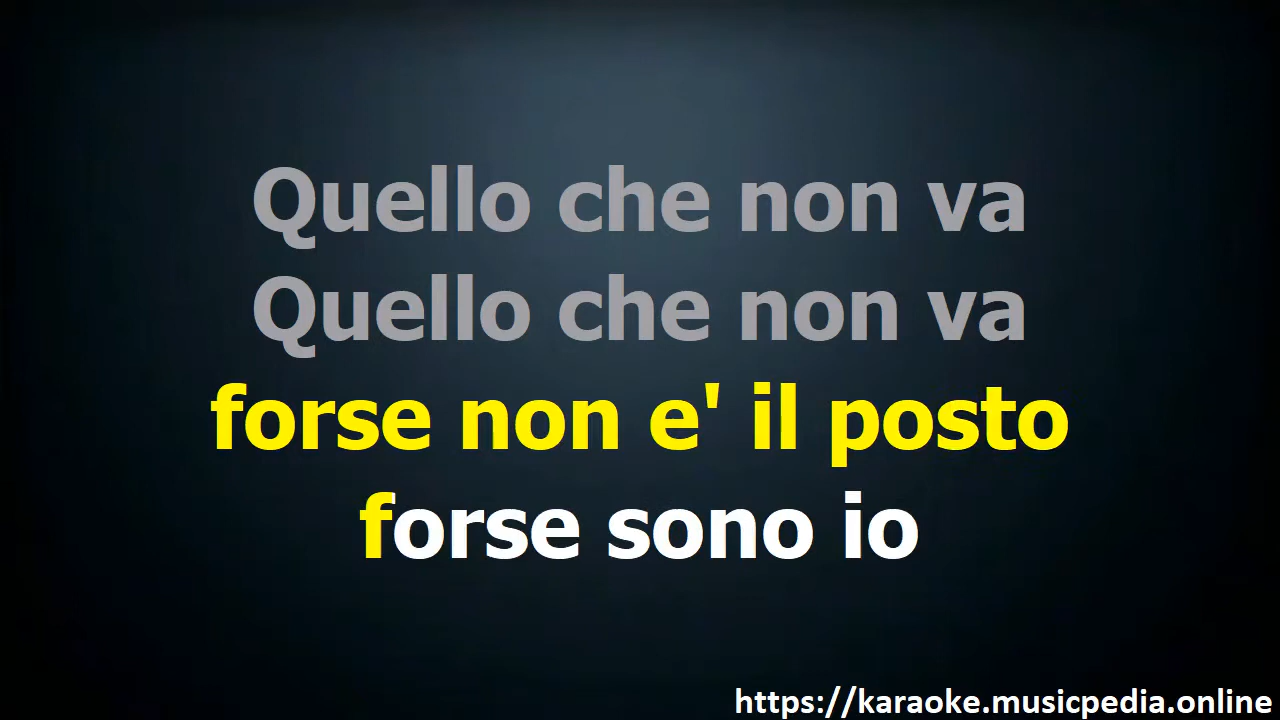 Quello che non va
Quello che non va
forse non e' il posto
forse sono io
https://karaoke.musicpedia.online